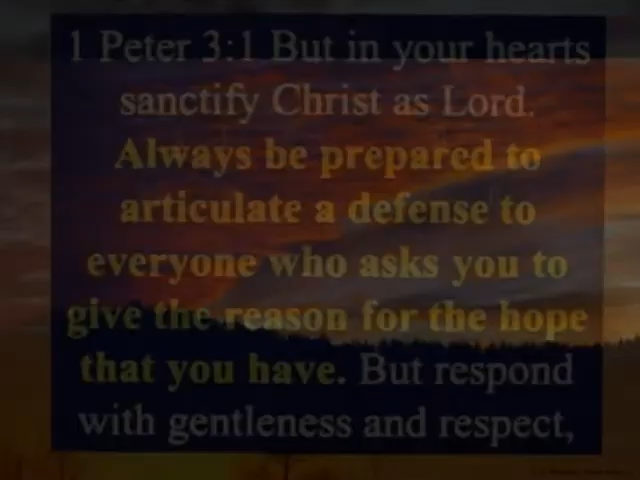 1 Peter 3:1 But in your hearts
sanctify Christ as Lord.
Always be prepared to
articulate a defense to
everyone who asks you to
give the reason for the hope
that you have. But respond
with gentleness and respect,